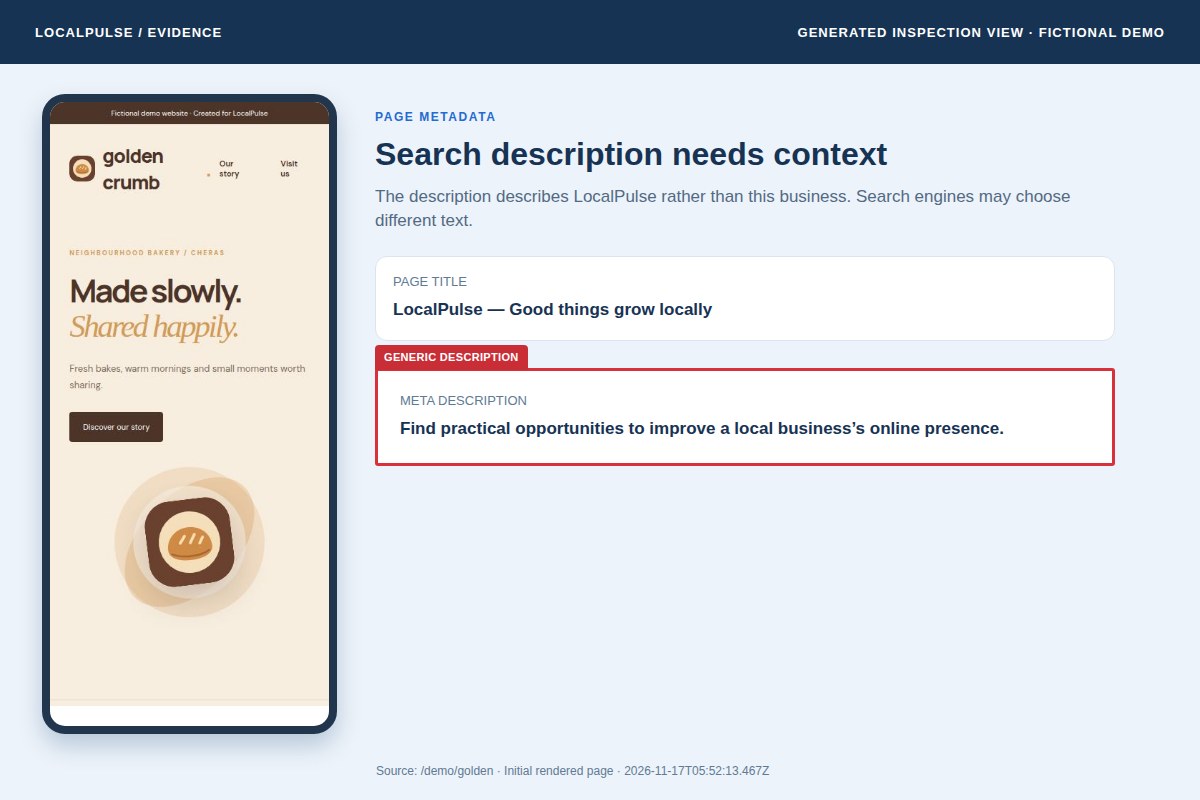 LOCALPULSE / EVIDENCE
GENERATED INSPECTION VIEW · FICTIONAL DEMO
Fictional demo website · Created for LocalPulse
golden
crumb
Our
story
Visit
us
NEIGHBOURHOOD BAKERY / CHERAS
Made slowly.
Shared happily.
Fresh bakes, warm mornings and small moments worth
sharing.
Discover our story
PAGE METADATA
Search description needs context
The description describes LocalPulse rather than this business. Search engines may choose
different text.
PAGE TITLE
LocalPulse — Good things grow locally
GENERIC DESCRIPTION
META DESCRIPTION
Find practical opportunities to improve a local business’s online presence.
Source: /demo/golden · Initial rendered page · 2026-11-17T05:52:13.467Z